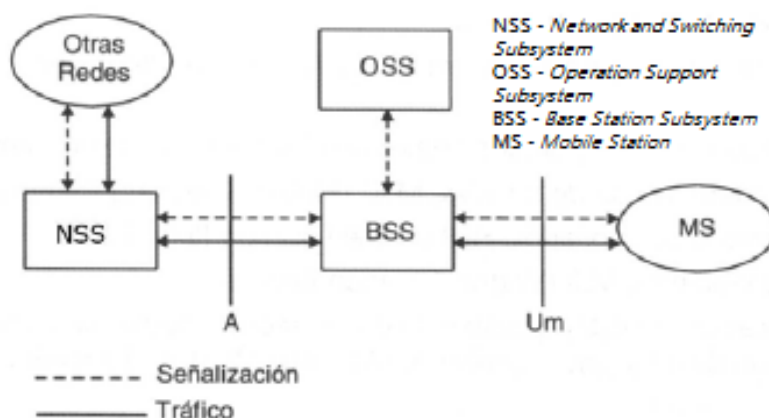 Otras
Redes
OSS
NSS - Network and Switching
Subsystem
OSS - Operation Support
Subsystem
BSS - Base Station Subsystem
MS - Mobile Station
NSS
BSS
MS
A
Um
Señalización
Tráfico